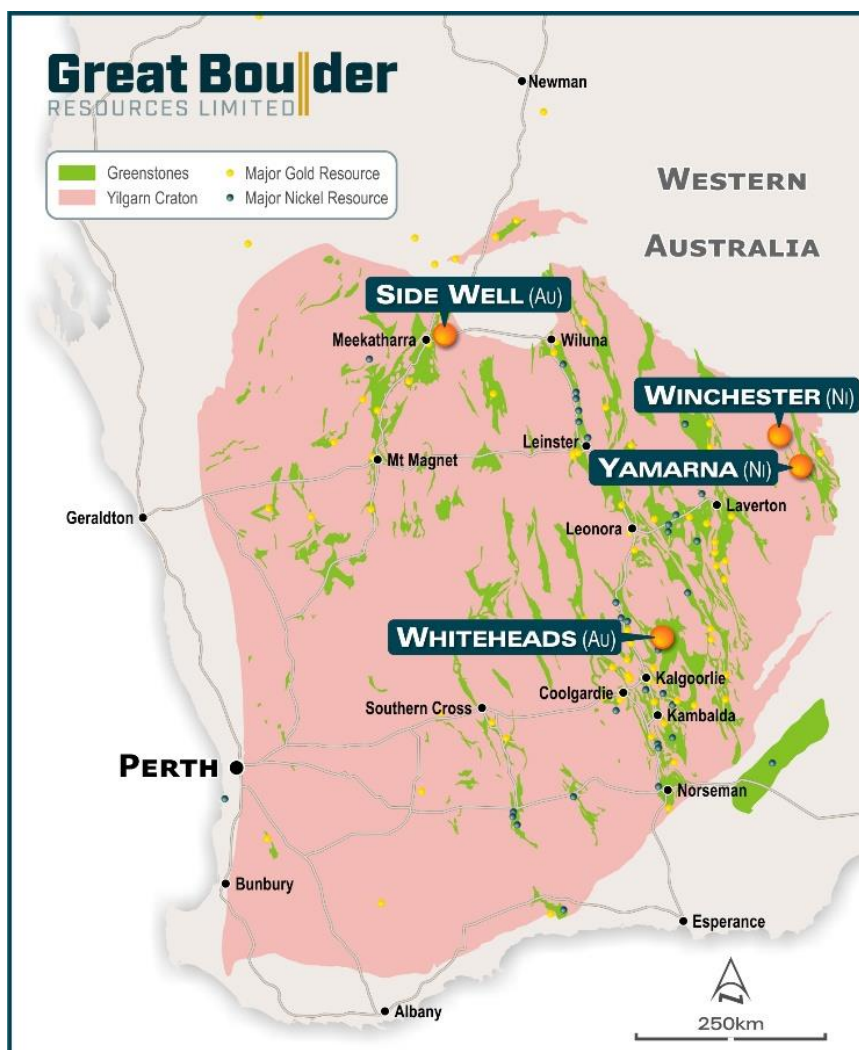 Great Boulder
RESOURCES LIMITED
Greenstones
Major Gold Resource
Yilgarn Craton
Major Nickel Resource
Newman
WESTERN
AUSTRALIA
SIDE WELL (AU)
Meekatharra
Wiluna
WINCHESTER (NI)
Leinster
Mt Magnet
YAMARNA (NI)
Laverton
Geraldton
Leonora
WHITEHEADS (AU)
Kalgoorlie
Coolgardie
Southern Cross
Kambalda
PERTH
Norseman
Bunbury
Esperance
N
Albany
250km